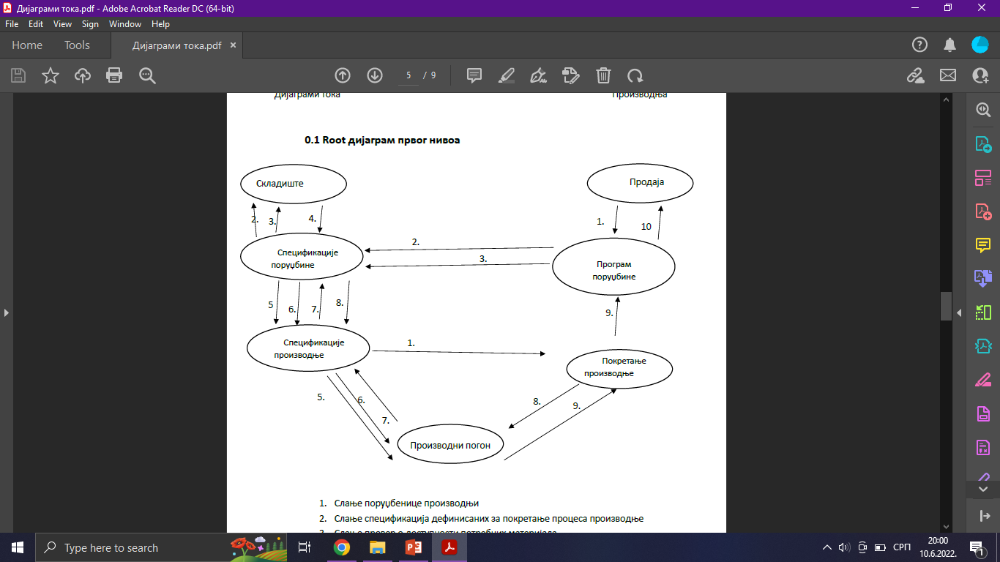 Дијаграми тока.pdf - Adobe Acrobat Reader DC (64-bit)
File Edit View Sign Window Help
Home Tools Дијаграми тока.pdf ×
5 / 9
Дијаграми тока Производња
0.1 Root дијаграм првог нивоа
Складиште
Продаја
2. 3. 4.
1. 10
Спецификације
поруџбине
2.
3.
Програм
поруџбине
5 6. 7. 8.
9.
Спецификације
производње
1.
Покретање
производње
5. 6. 7.
8. 9.
Производни погон
1. Слање поруџбенице производњи
2. Слање спецификација дефинисаних за покретање процеса производње
Type here to search
СРП
20:00
10.6.2022.
1